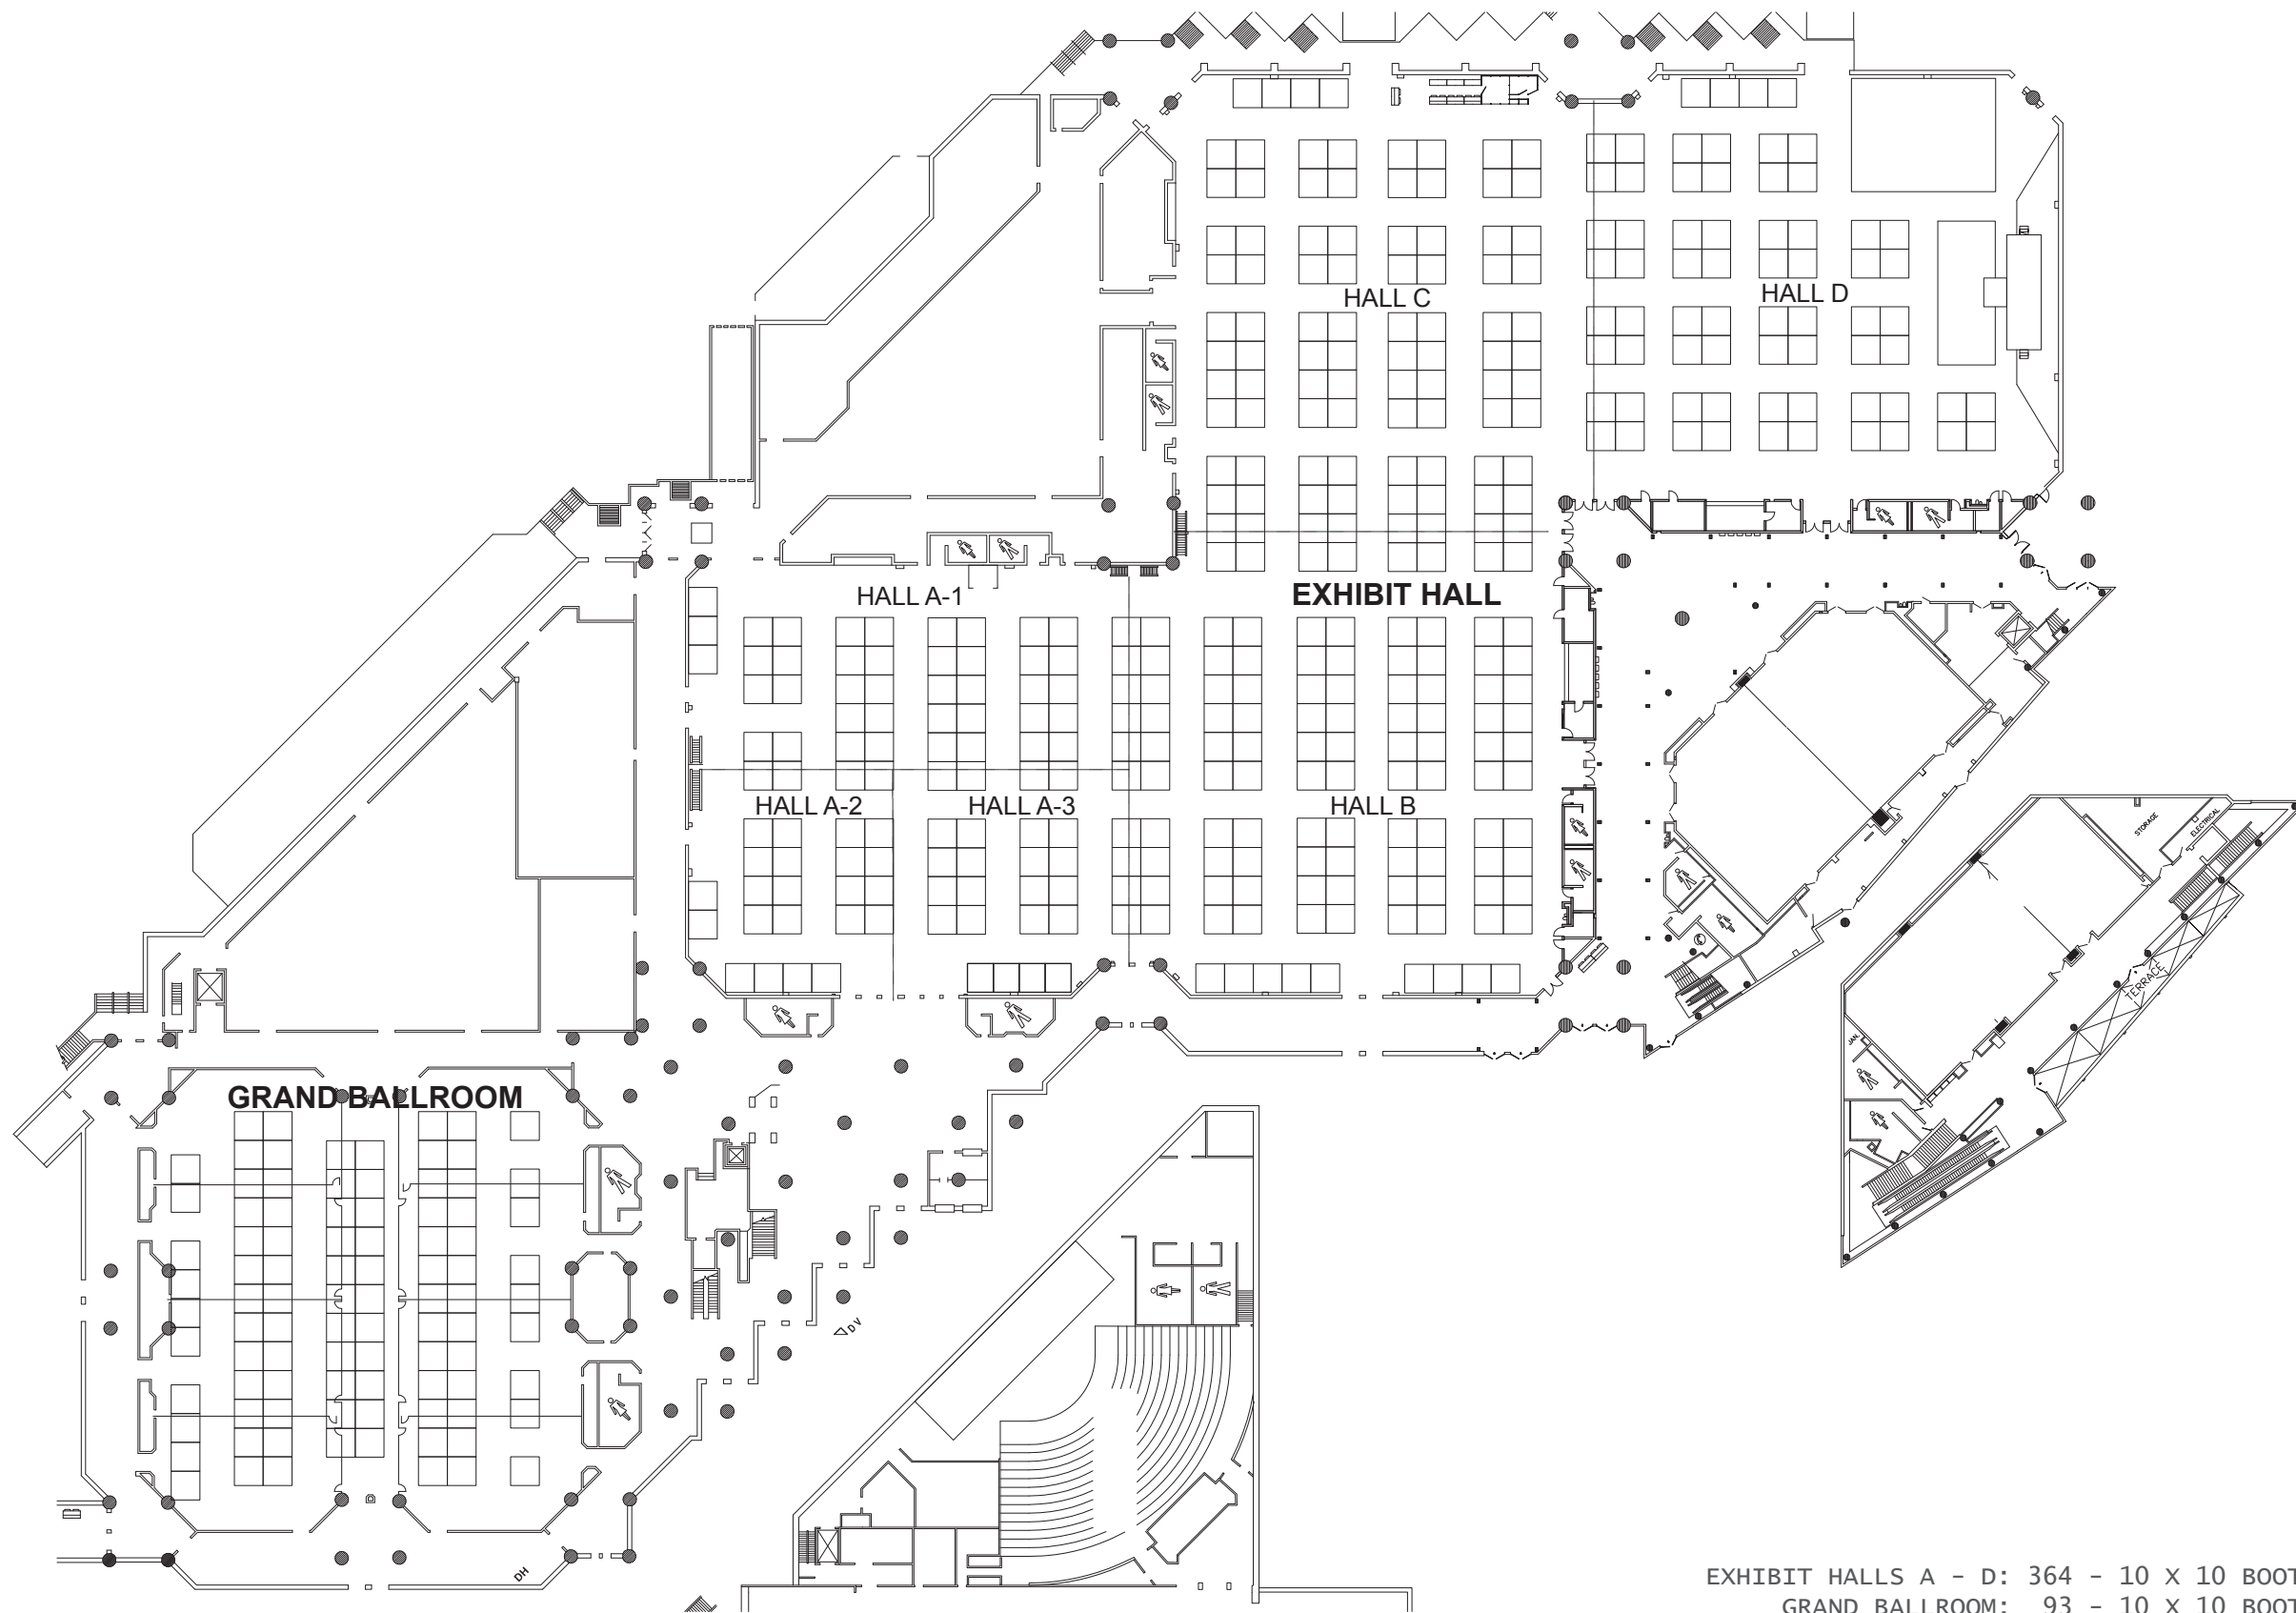 HALL C
HALL D
HALL A-1
EXHIBIT HALL
HALL A-2
HALL A-3
HALL B
STORAGE
ELECTRICAL
TERRACE
JAN.
GRAND BALLROOM
DV
DH
EXHIBIT HALLS A - D: 364 - 10 X 10 BOOT
GRAND BALLROOM: 93 - 10 X 10 BOOT